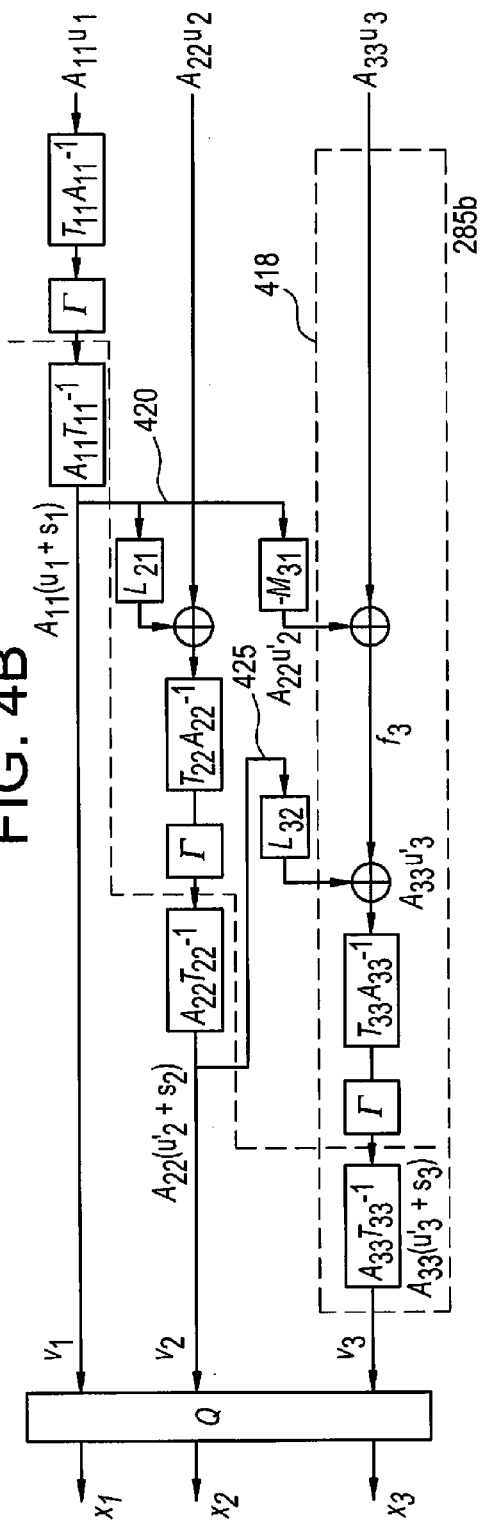 FIG. 4B
A₁₁u₁
T₁₁A₁₁⁻¹
Γ
A₁₁T₁₁⁻¹
A₁₁(u₁ + s₁)
v₁
x₁
420
L₂₁
-M₃₁
A₂₂u₂
A₂₂u'₂
T₂₂A₂₂⁻¹
Γ
A₂₂T₂₂⁻¹
A₂₂(u'₂ + s₂)
v₂
x₂
Q
425
L₃₂
418
285b
A₃₃u₃
f₃
A₃₃u'₃
T₃₃A₃₃⁻¹
Γ
A₃₃T₃₃⁻¹
A₃₃(u'₃ + s₃)
v₃
x₃